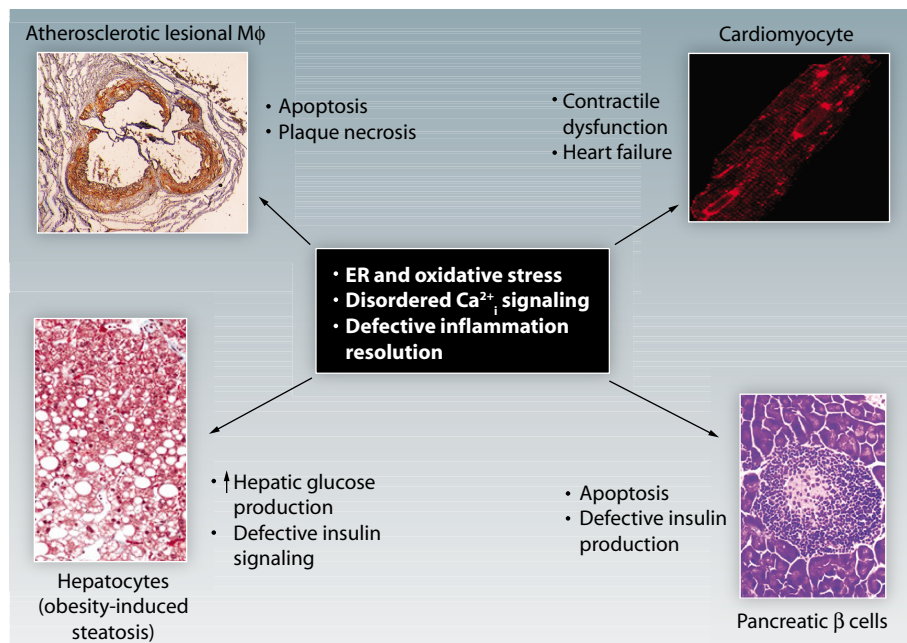 Atherosclerotic lesional Mϕ
• Apoptosis
• Plaque necrosis
Cardiomyocyte
• Contractile
dysfunction
• Heart failure
• ER and oxidative stress
• Disordered Ca²⁺ᵢ signaling
• Defective inflammation
resolution
• ↑ Hepatic glucose
production
• Defective insulin
signaling
Hepatocytes
(obesity-induced
steatosis)
• Apoptosis
• Defective insulin
production
Pancreatic β cells